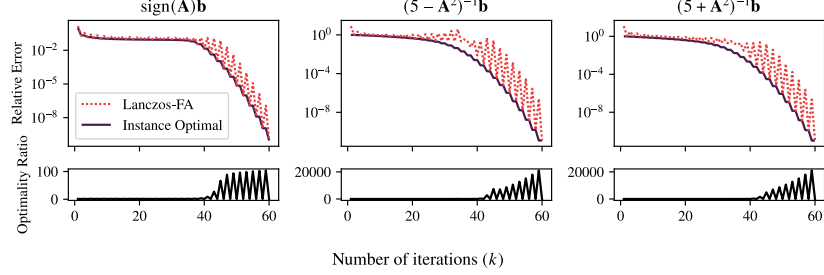 sign(𝐀)𝐛
(5 − 𝐀²)⁻¹𝐛
(5 + 𝐀²)⁻¹𝐛
Relative Error
10⁻²
10⁻⁵
10⁻⁸
Lanczos-FA
Instance Optimal
10⁰
10⁻⁴
10⁻⁸
10⁰
10⁻⁴
10⁻⁸
Optimality Ratio
100
0
0 20 40 60
20000
0
0 20 40 60
20000
0
0 20 40 60
Number of iterations (k)